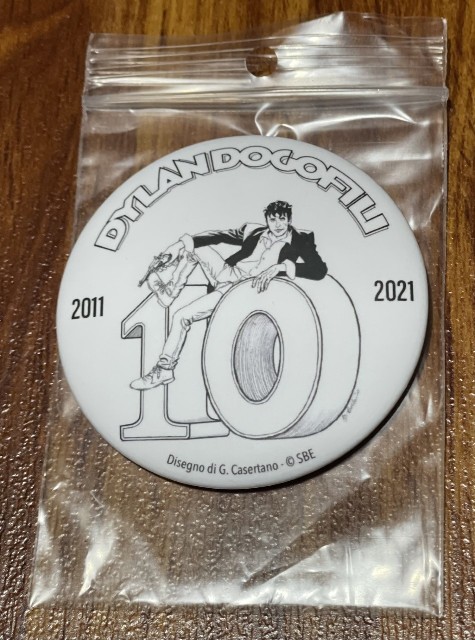 DYLANDOGOFILI
2011
2021
10
Disegno di G. Casertano - © SBE